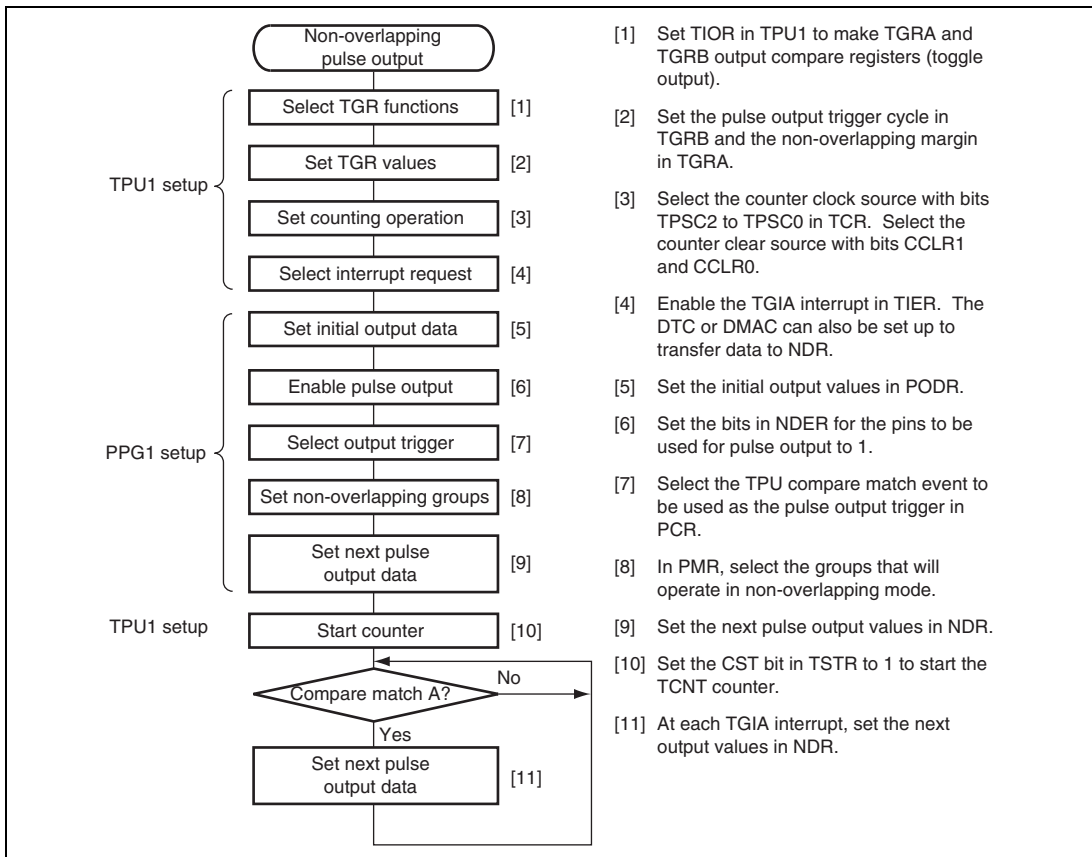 Non-overlapping
pulse output
Select TGR functions [1]
Set TGR values [2]
TPU1 setup
Set counting operation [3]
Select interrupt request [4]
Set initial output data [5]
Enable pulse output [6]
Select output trigger [7]
PPG1 setup
Set non-overlapping groups [8]
Set next pulse
output data [9]
TPU1 setup
Start counter [10]
Compare match A?
No
Yes
Set next pulse
output data [11]
[1] Set TIOR in TPU1 to make TGRA and
TGRB output compare registers (toggle
output).
[2] Set the pulse output trigger cycle in
TGRB and the non-overlapping margin
in TGRA.
[3] Select the counter clock source with bits
TPSC2 to TPSC0 in TCR. Select the
counter clear source with bits CCLR1
and CCLR0.
[4] Enable the TGIA interrupt in TIER. The
DTC or DMAC can also be set up to
transfer data to NDR.
[5] Set the initial output values in PODR.
[6] Set the bits in NDER for the pins to be
used for pulse output to 1.
[7] Select the TPU compare match event to
be used as the pulse output trigger in
PCR.
[8] In PMR, select the groups that will
operate in non-overlapping mode.
[9] Set the next pulse output values in NDR.
[10] Set the CST bit in TSTR to 1 to start the
TCNT counter.
[11] At each TGIA interrupt, set the next
output values in NDR.